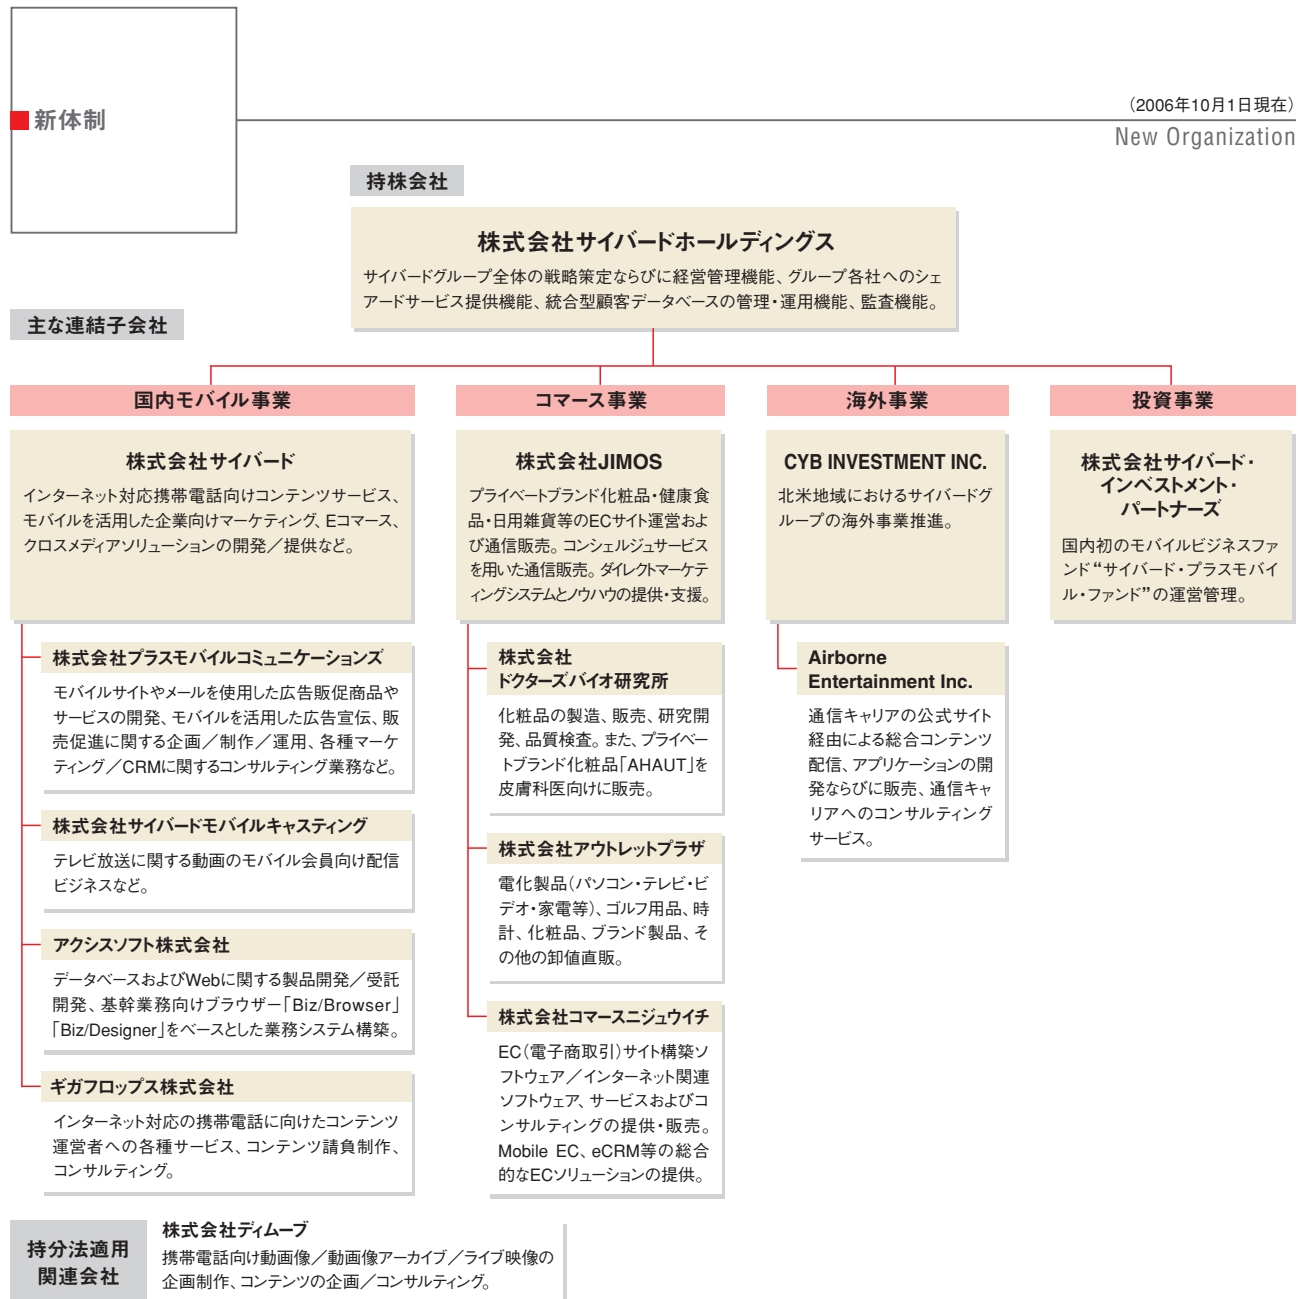 新体制
（2006年10月1日現在）
New Organization
持株会社
株式会社サイバードホールディングス
サイバードグループ全体の戦略策定ならびに経営管理機能、グループ各社へのシェ
アードサービス提供機能、統合型顧客データベースの管理・運用機能、監査機能。
主な連結子会社
国内モバイル事業
株式会社サイバード
インターネット対応携帯電話向けコンテンツサービス、
モバイルを活用した企業向けマーケティング、Eコマース、
クロスメディアソリューションの開発／提供など。
株式会社プラスモバイルコミュニケーションズ
モバイルサイトやメールを使用した広告販促商品や
サービスの開発、モバイルを活用した広告宣伝、販
売促進に関する企画／制作／運用、各種マーケ
ティング／CRMに関するコンサルティング業務など。
株式会社サイバードモバイルキャスティング
テレビ放送に関する動画のモバイル会員向け配信
ビジネスなど。
アクシスソフト株式会社
データベースおよびWebに関する製品開発／受託
開発、基幹業務向けブラウザー「Biz/Browser」
「Biz/Designer」をベースとした業務システム構築。
ギガフロップス株式会社
インターネット対応の携帯電話に向けたコンテンツ
運営者への各種サービス、コンテンツ請負制作、
コンサルティング。
コマース事業
株式会社JIMOS
プライベートブランド化粧品・健康食
品・日用雑貨等のECサイト運営およ
び通信販売。コンシェルジュサービス
を用いた通信販売。ダイレクトマーケテ
ィングシステムとノウハウの提供・支援。
株式会社
ドクターズバイオ研究所
化粧品の製造、販売、研究開
発、品質検査。また、プライベー
トブランド化粧品「AHAUT」を
皮膚科医向けに販売。
株式会社アウトレットプラザ
電化製品（パソコン・テレビ・ビ
デオ・家電等）、ゴルフ用品、時
計、化粧品、ブランド製品、そ
の他の卸値直販。
株式会社コマースニジュウイチ
EC（電子商取引）サイト構築ソ
フトウェア／インターネット関連
ソフトウェア、サービスおよびコ
ンサルティングの提供・販売。
Mobile EC、eCRM等の総合
的なECソリューションの提供。
海外事業
CYB INVESTMENT INC.
北米地域におけるサイバードグ
ループの海外事業推進。
Airborne
Entertainment Inc.
通信キャリアの公式サイト
経由による総合コンテンツ
配信、アプリケーションの開
発ならびに販売、通信キャ
リアへのコンサルティング
サービス。
投資事業
株式会社サイバード・
インベストメント・
パートナーズ
国内初のモバイルビジネスファ
ンド“サイバード・プラスモバイ
ル・ファンド”の運営管理。
持分法適用
関連会社
株式会社ディムーブ
携帯電話向け動画像／動画像アーカイブ／ライブ映像の
企画制作、コンテンツの企画／コンサルティング。